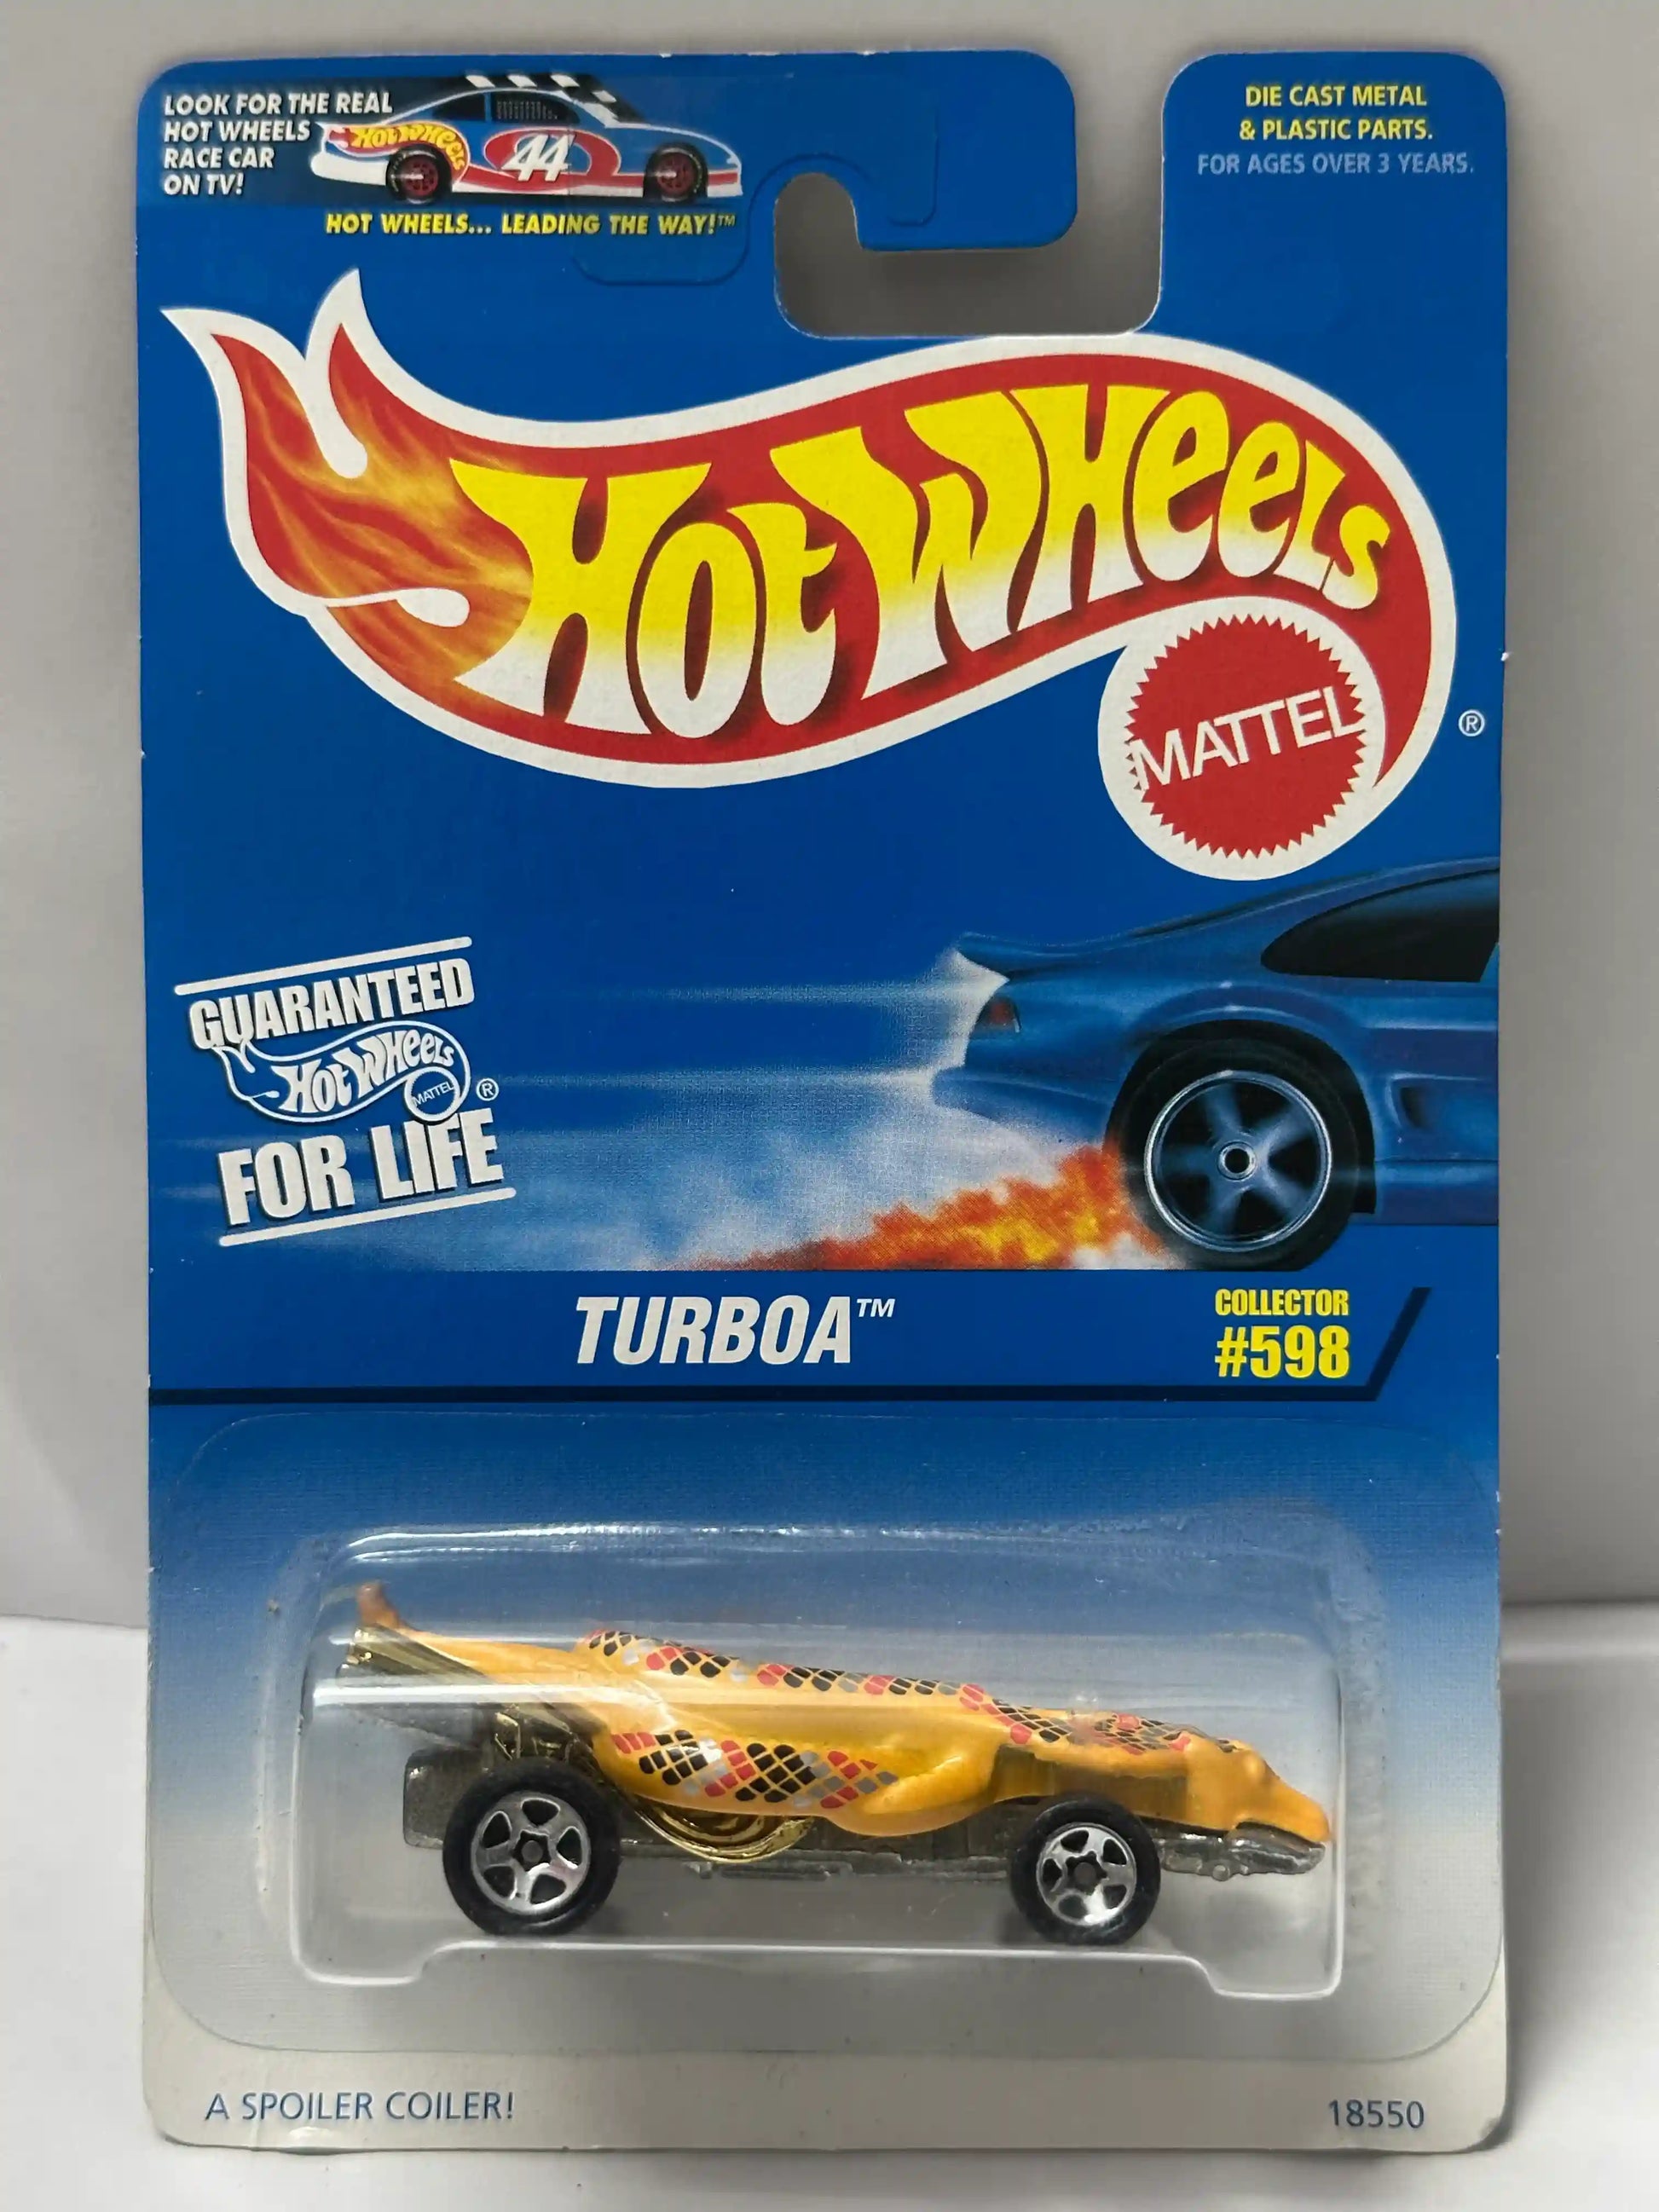 LOOK FOR THE REAL
HOT WHEELS
RACE CAR
ON TV!
HOT WHEELS
44
HOT WHEELS... LEADING THE WAY!™
DIE CAST METAL
& PLASTIC PARTS.
FOR AGES OVER 3 YEARS.
HOT WHEELS
MATTEL
®
GUARANTEED
HOT WHEELS
MATTEL ®
FOR LIFE
TURBOA™
COLLECTOR
#598
A SPOILER COILER!
18550